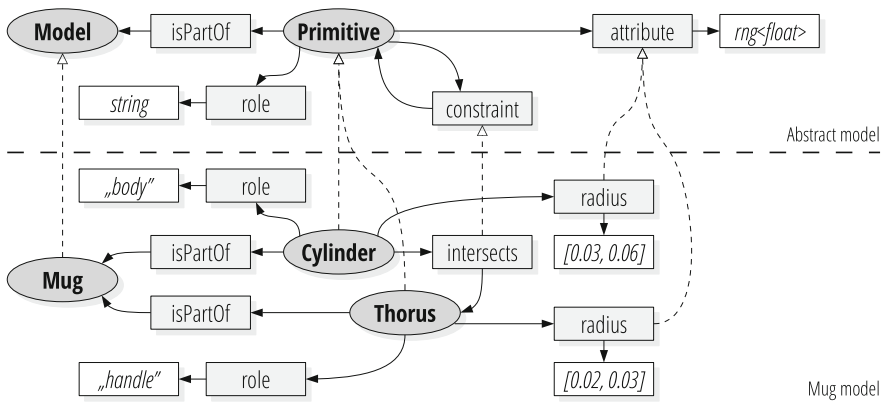 Model
isPartOf
Primitive
attribute
rng<float>
string
role
constraint
Abstract model
„body”
role
radius
isPartOf
Cylinder
intersects
[0.03, 0.06]
Mug
isPartOf
Thorus
radius
„handle”
role
[0.02, 0.03]
Mug model